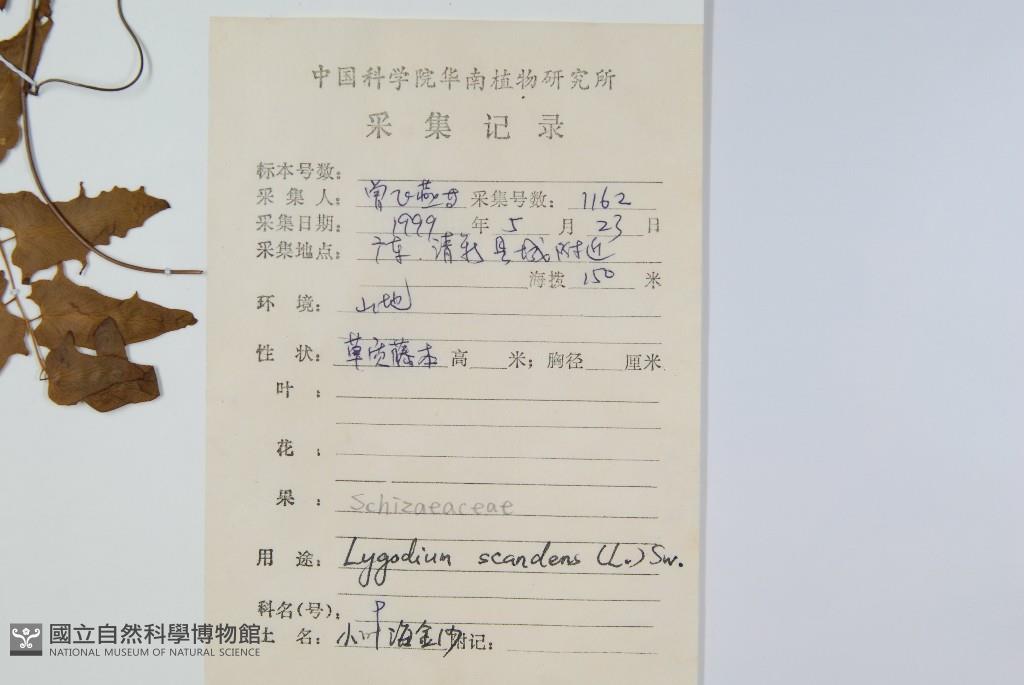 中国科学院华南植物研究所
采集记录
标本号数:
采集人: 曾飞燕等 采集号数: 1162
采集日期: 1999 年 5 月 23 日
采集地点: 广东.清新县城附近
海拨 150 米
环境: 山地
性状: 草质藤本 高 米; 胸径 厘米
叶:
花:
果: Schizaeaceae
用途: Lygodium scandens (L.) Sw.
科名(号):
土名: 小叶海金沙 附记:
國立自然科學博物館
NATIONAL MUSEUM OF NATURAL SCIENCE